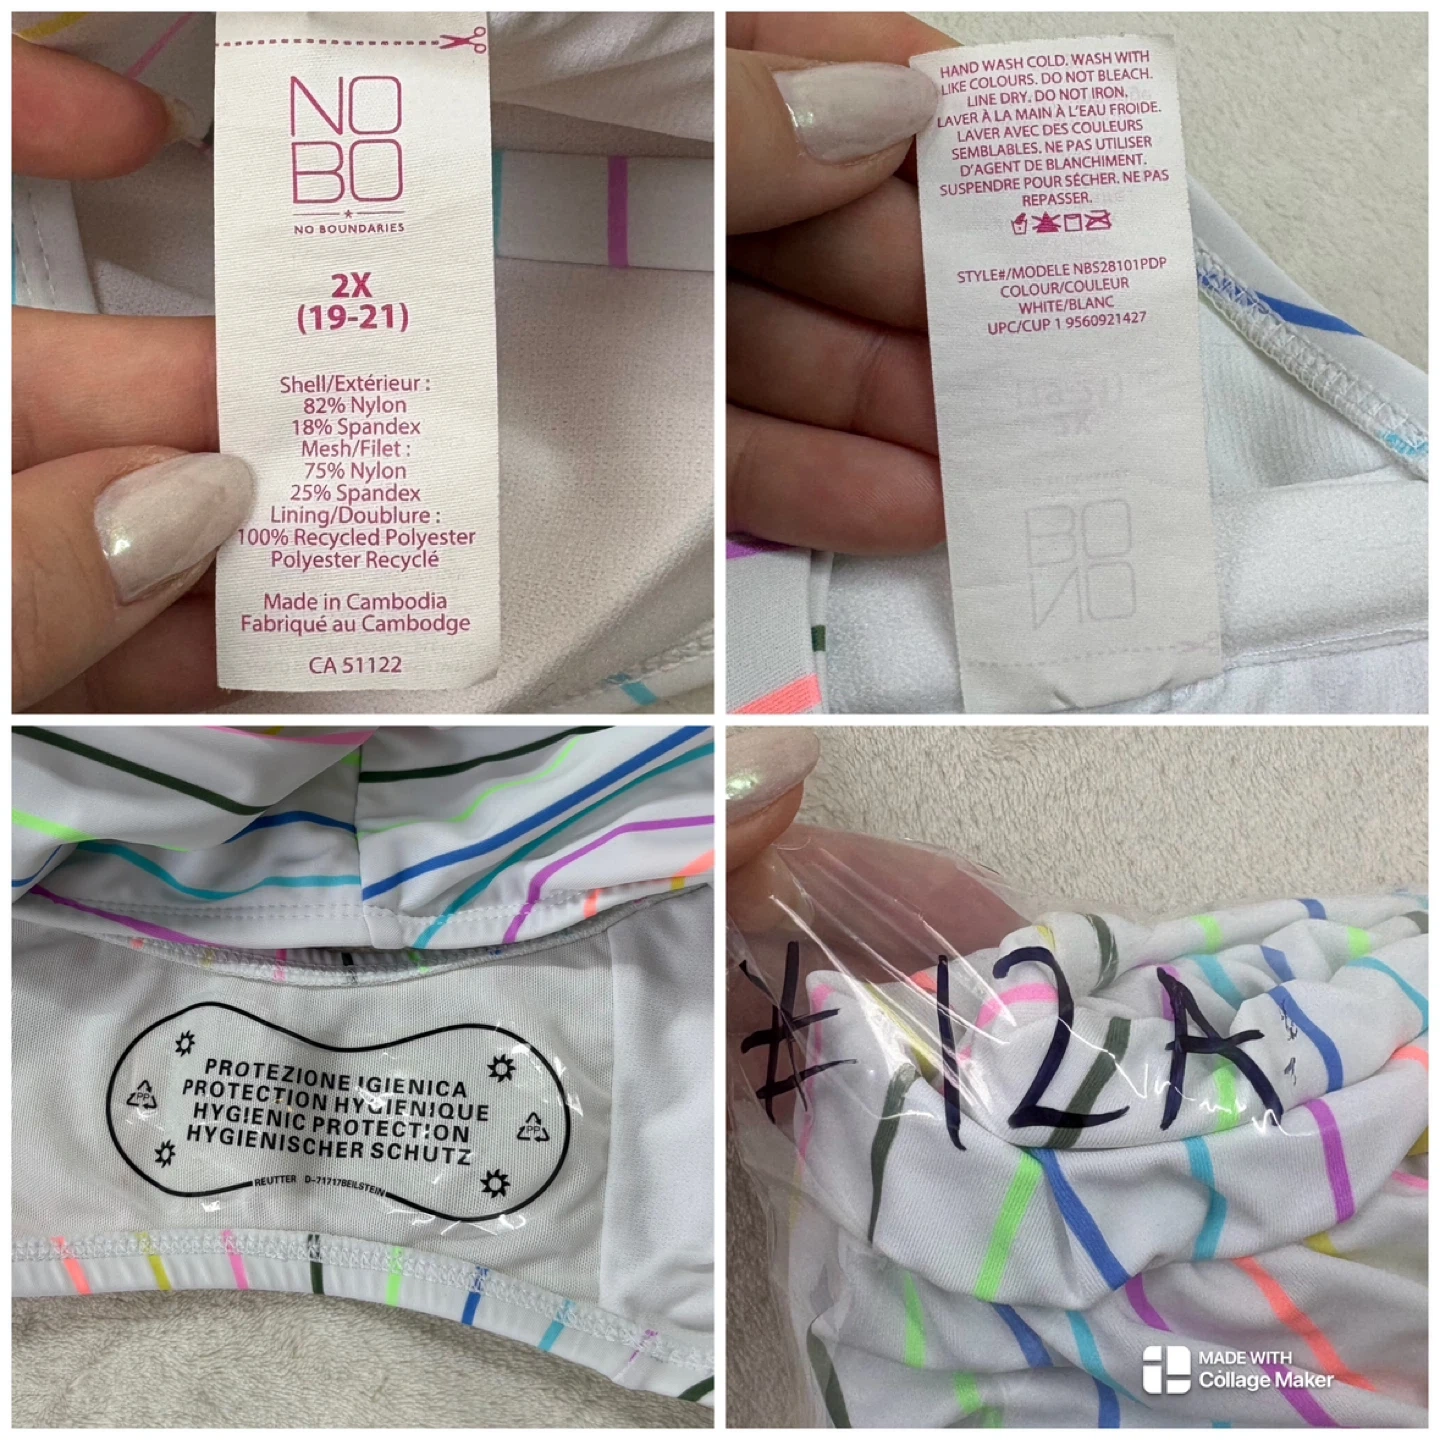 NO
BO
NO BOUNDARIES
2X
(19-21)
Shell/Extérieur :
82% Nylon
18% Spandex
Mesh/Filet :
75% Nylon
25% Spandex
Lining/Doublure :
100% Recycled Polyester
Polyester Recyclé
Made in Cambodia
Fabriqué au Cambodge
CA 51122
HAND WASH COLD. WASH WITH
LIKE COLOURS. DO NOT BLEACH.
LINE DRY. DO NOT IRON.
LAVER À LA MAIN À L'EAU FROIDE.
LAVER AVEC DES COULEURS
SEMBLABLES. NE PAS UTILISER
D'AGENT DE BLANCHIMENT.
SUSPENDRE POUR SÉCHER. NE PAS
REPASSER.
STYLE#/MODELE NBS28101PDP
COLOUR/COULEUR
WHITE/BLANC
UPC/CUP 1 9560921427
PROTEZIONE IGIENICA
PROTECTION HYGIENIQUE
HYGIENIC PROTECTION
HYGIENISCHER SCHUTZ
PP
PP
REUTTER D-71717BEILSTEIN
#12A
MADE WITH
Collage Maker